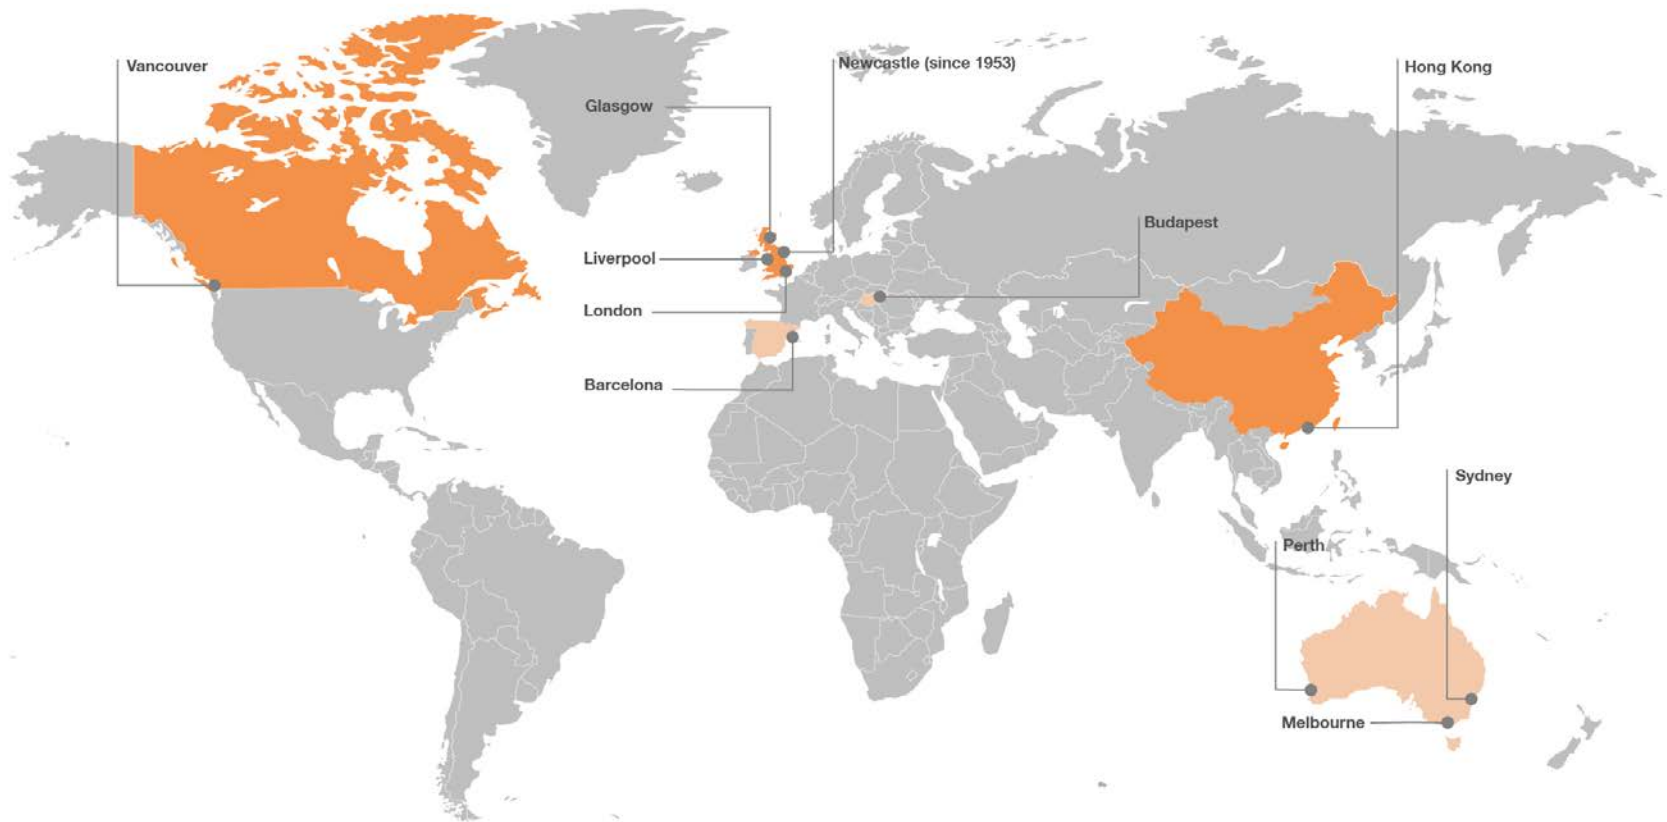 Vancouver
Newcastle (since 1953)
Hong Kong
Glasgow
Budapest
Liverpool
London
Barcelona
Sydney
Perth
Melbourne